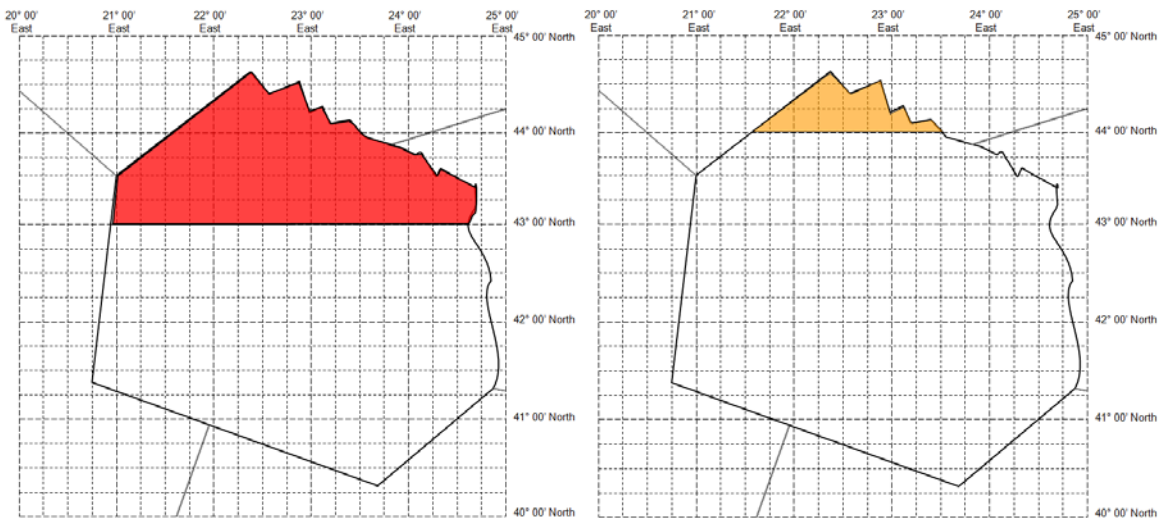 20° 00' East
21° 00' East
22° 00' East
23° 00' East
24° 00' East
25° 00' East
45° 00' North
44° 00' North
43° 00' North
42° 00' North
41° 00' North
40° 00' North
20° 00' East
21° 00' East
22° 00' East
23° 00' East
24° 00' East
25° 00' East
45° 00' North
44° 00' North
43° 00' North
42° 00' North
41° 00' North
40° 00' North